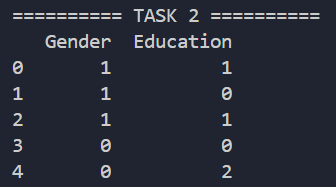 ========== TASK 2 ==========
Gender Education
0 1 1
1 1 0
2 1 1
3 0 0
4 0 2